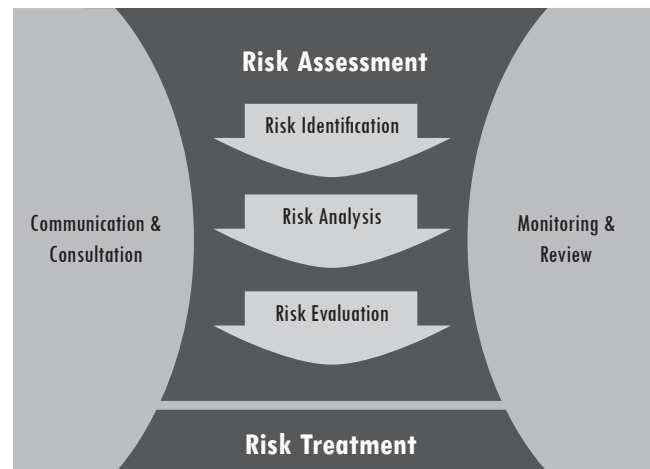 Risk Assessment
Risk Identification
Communication &
Consultation
Risk Analysis
Monitoring &
Review
Risk Evaluation
Risk Treatment